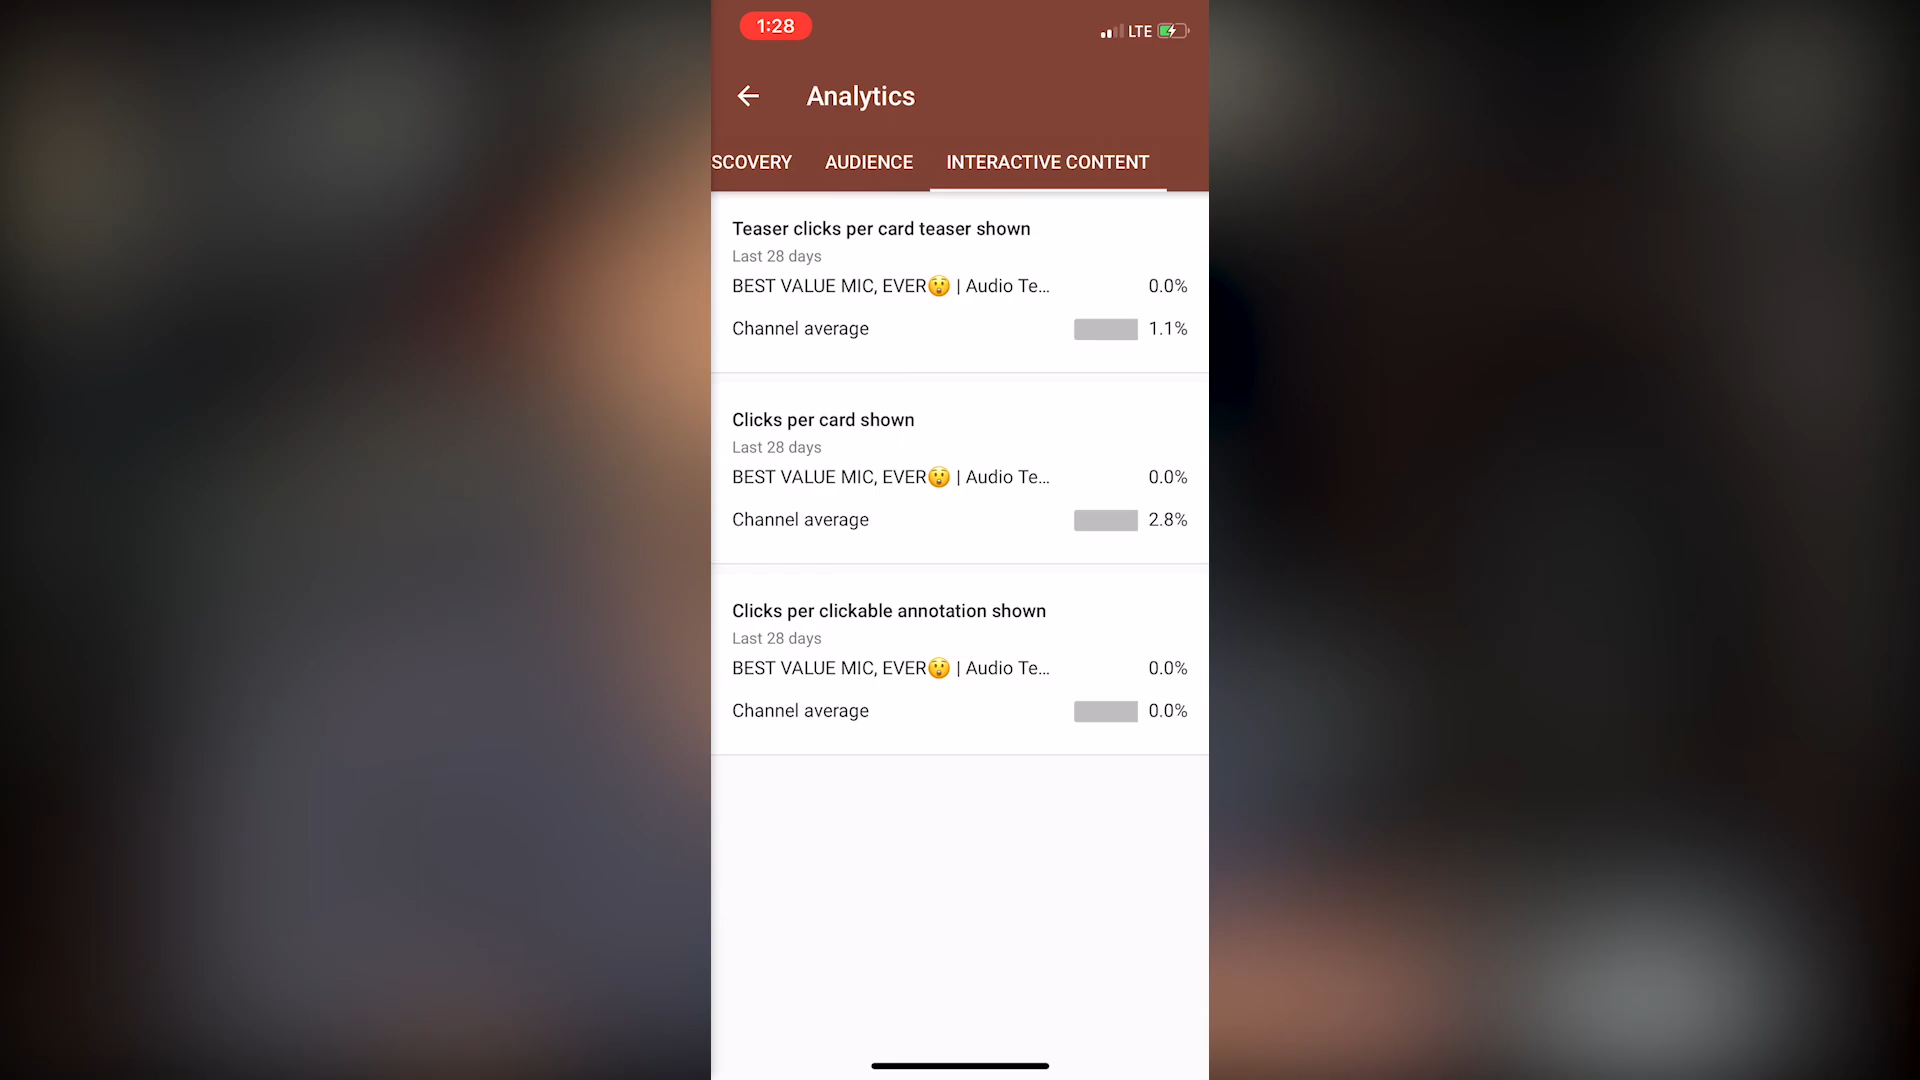 1:28
LTE
Analytics
SCOVERY AUDIENCE INTERACTIVE CONTENT
Teaser clicks per card teaser shown
Last 28 days
BEST VALUE MIC, EVER😲 | Audio Te... 0.0%
Channel average 1.1%
Clicks per card shown
Last 28 days
BEST VALUE MIC, EVER😲 | Audio Te... 0.0%
Channel average 2.8%
Clicks per clickable annotation shown
Last 28 days
BEST VALUE MIC, EVER😲 | Audio Te... 0.0%
Channel average 0.0%